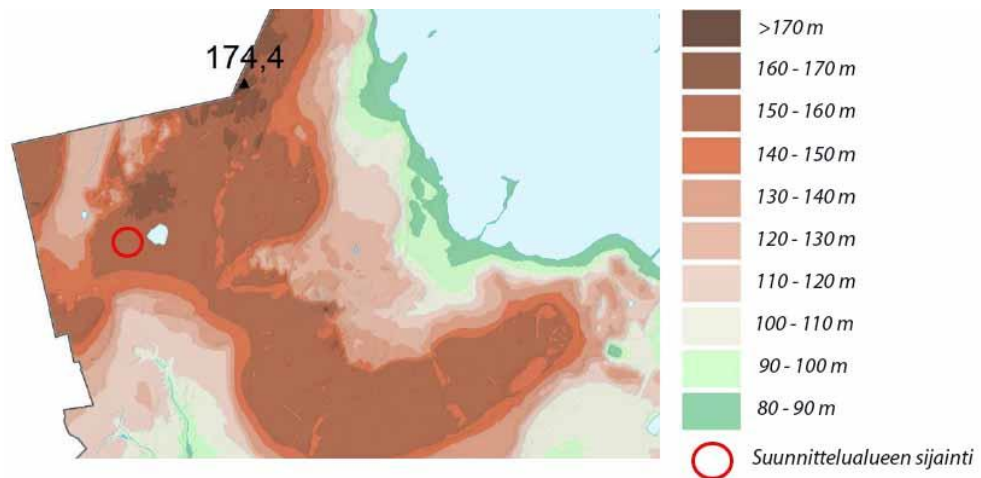 174,4
>170 m
160 - 170 m
150 - 160 m
140 - 150 m
130 - 140 m
120 - 130 m
110 - 120 m
100 - 110 m
90 - 100 m
80 - 90 m
Suunnittelualueen sijainti